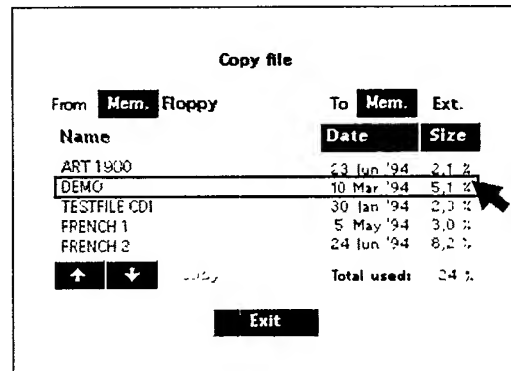 Copy file
From Mem. Floppy To Mem. Ext.
Name Date Size
ART 1900 23 Jun '94 2,1 %
DEMO 10 Mar '94 5,1 %
TESTFILE CDI 30 Jan '94 2,3 %
FRENCH 1 5 May '94 3,0 %
FRENCH 2 24 Jun '94 8,2 %
Total used: 24 %
Exit